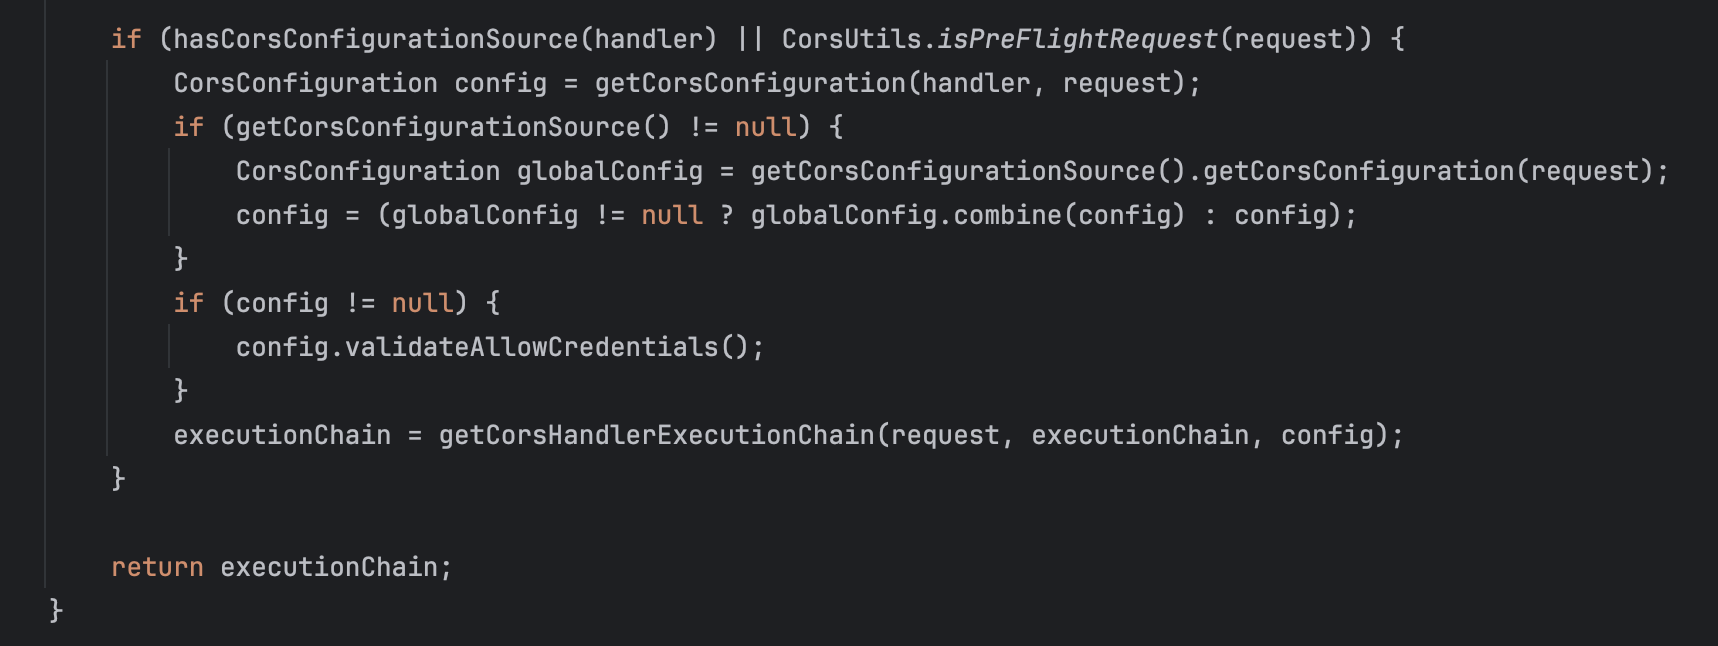 if (hasCorsConfigurationSource(handler) || CorsUtils.isPreFlightRequest(request)) {
CorsConfiguration config = getCorsConfiguration(handler, request);
if (getCorsConfigurationSource() != null) {
CorsConfiguration globalConfig = getCorsConfigurationSource().getCorsConfiguration(request);
config = (globalConfig != null ? globalConfig.combine(config) : config);
}
if (config != null) {
config.validateAllowCredentials();
}
executionChain = getCorsHandlerExecutionChain(request, executionChain, config);
}
return executionChain;
}